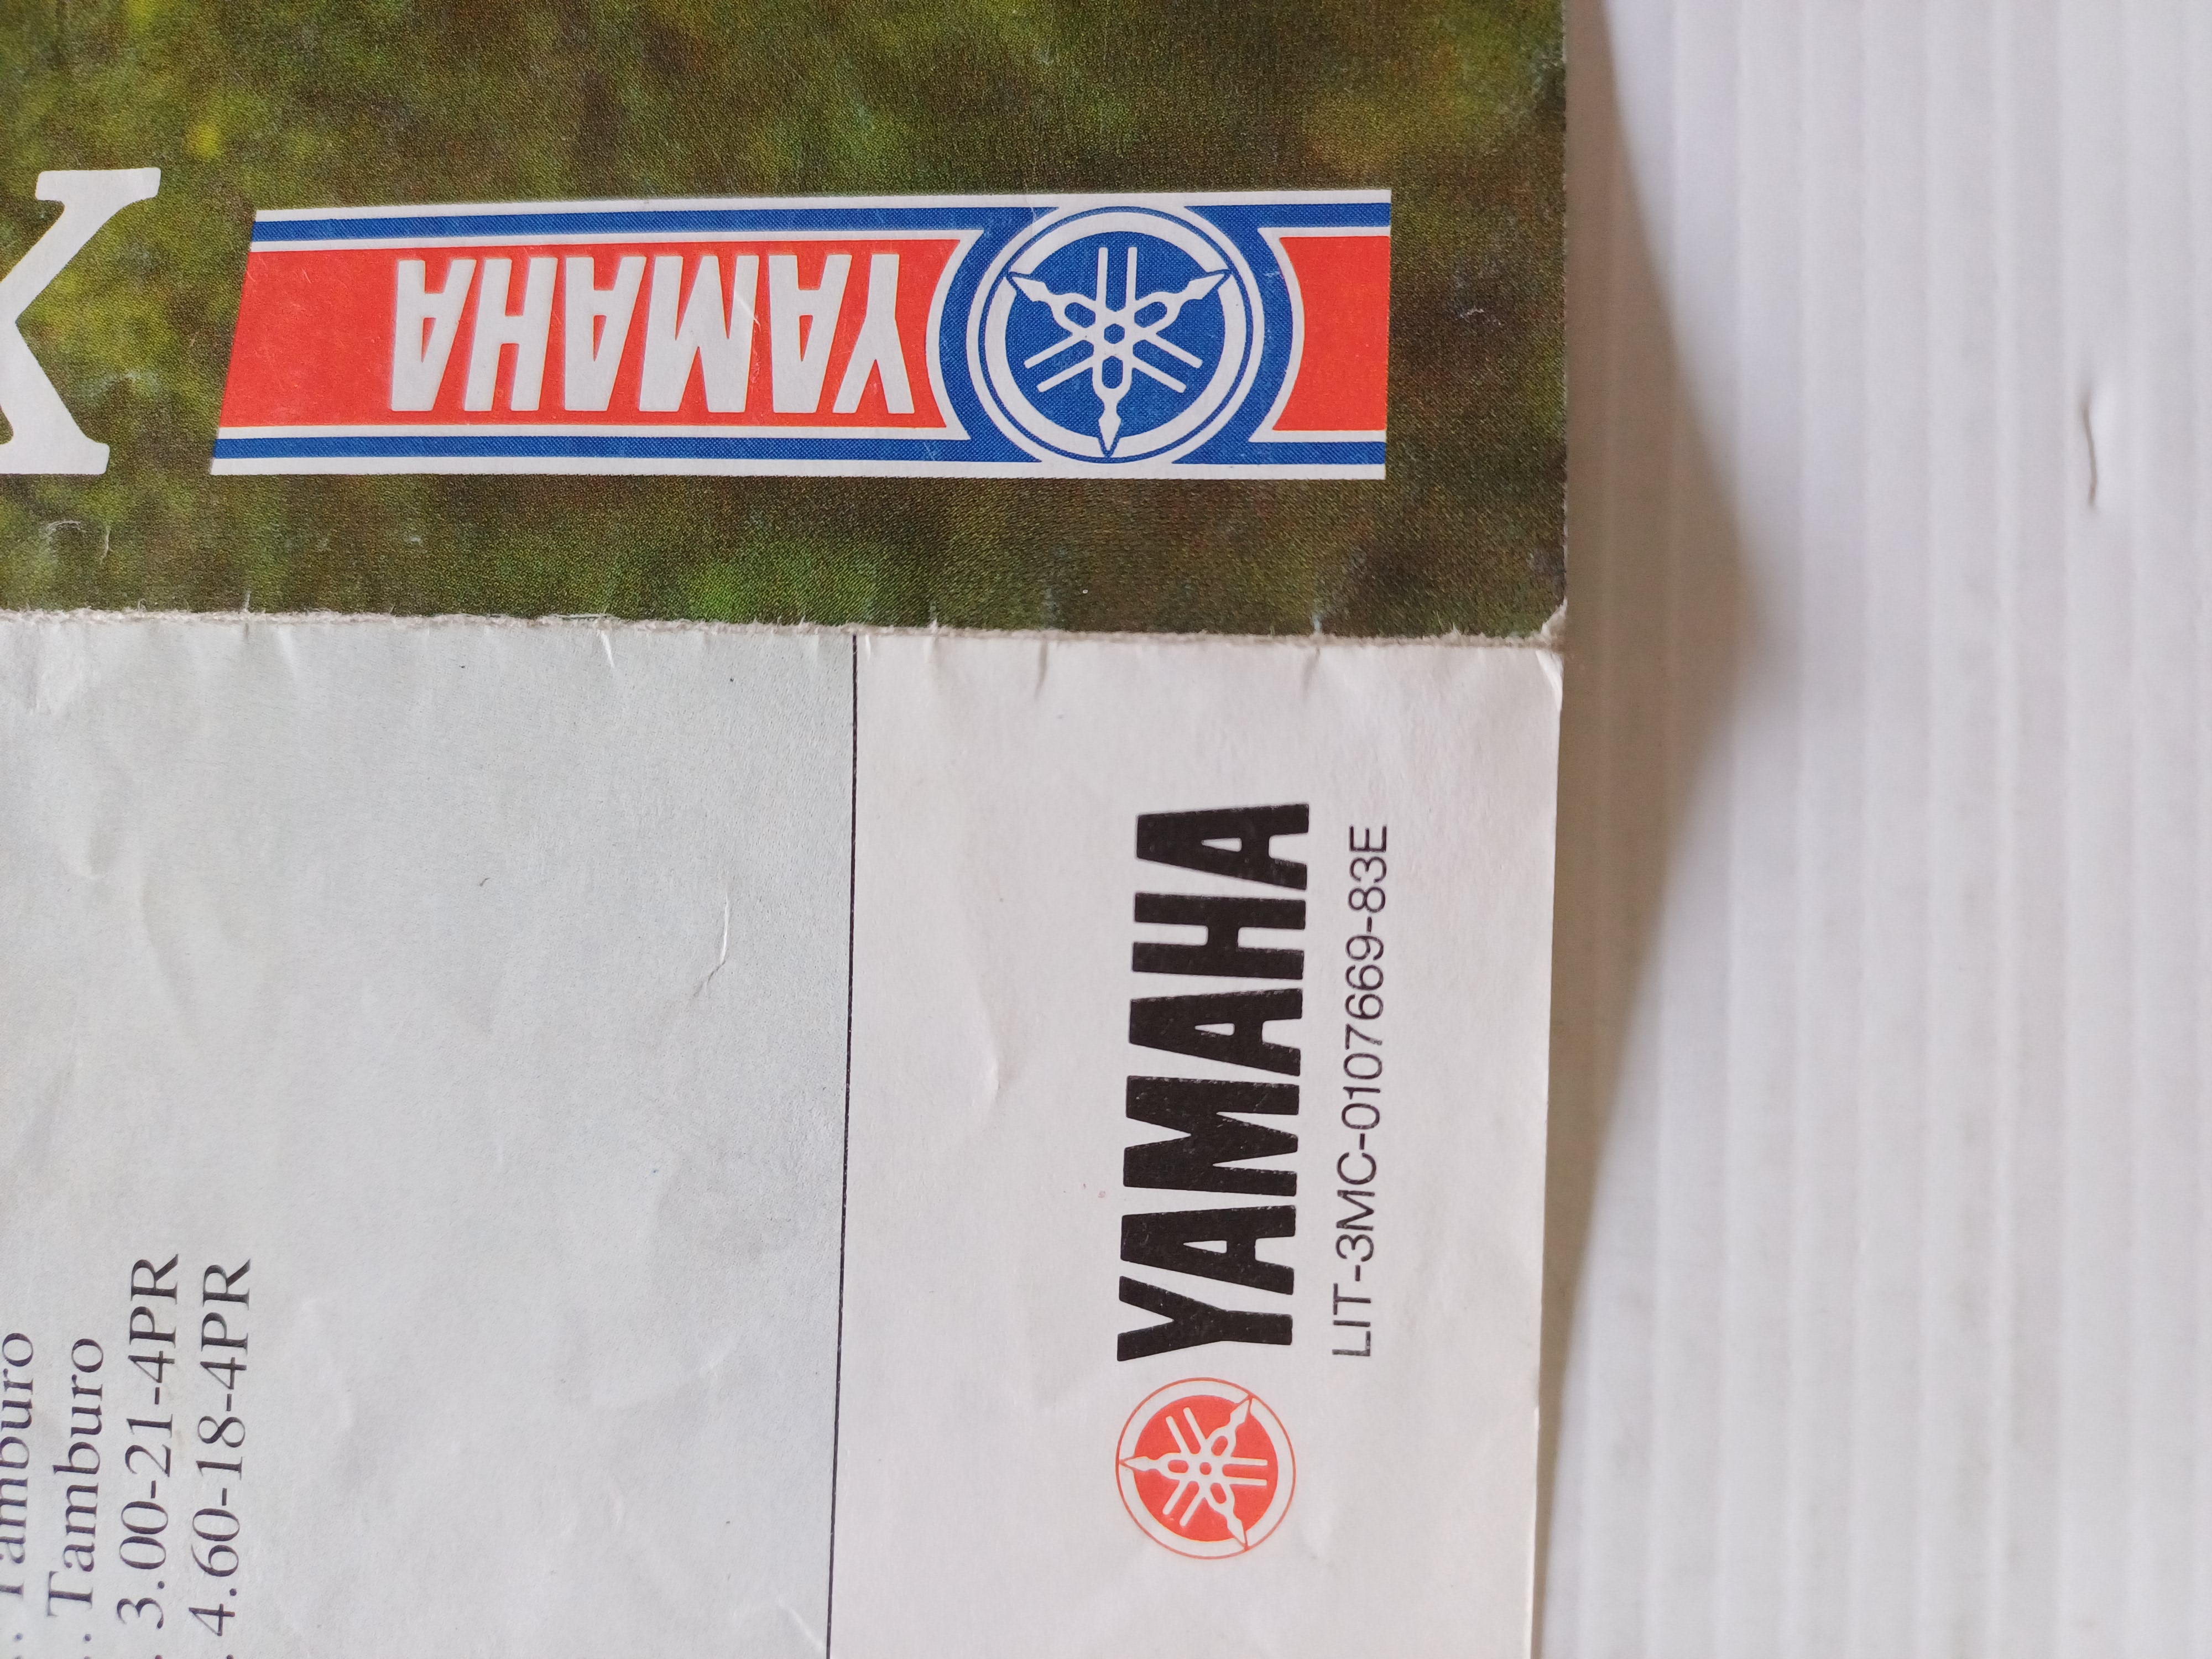 YAMAHA
Tamburo
Tamburo
3.00-21-4PR
4.60-18-4PR
YAMAHA
LIT-3MC-0107669-83E